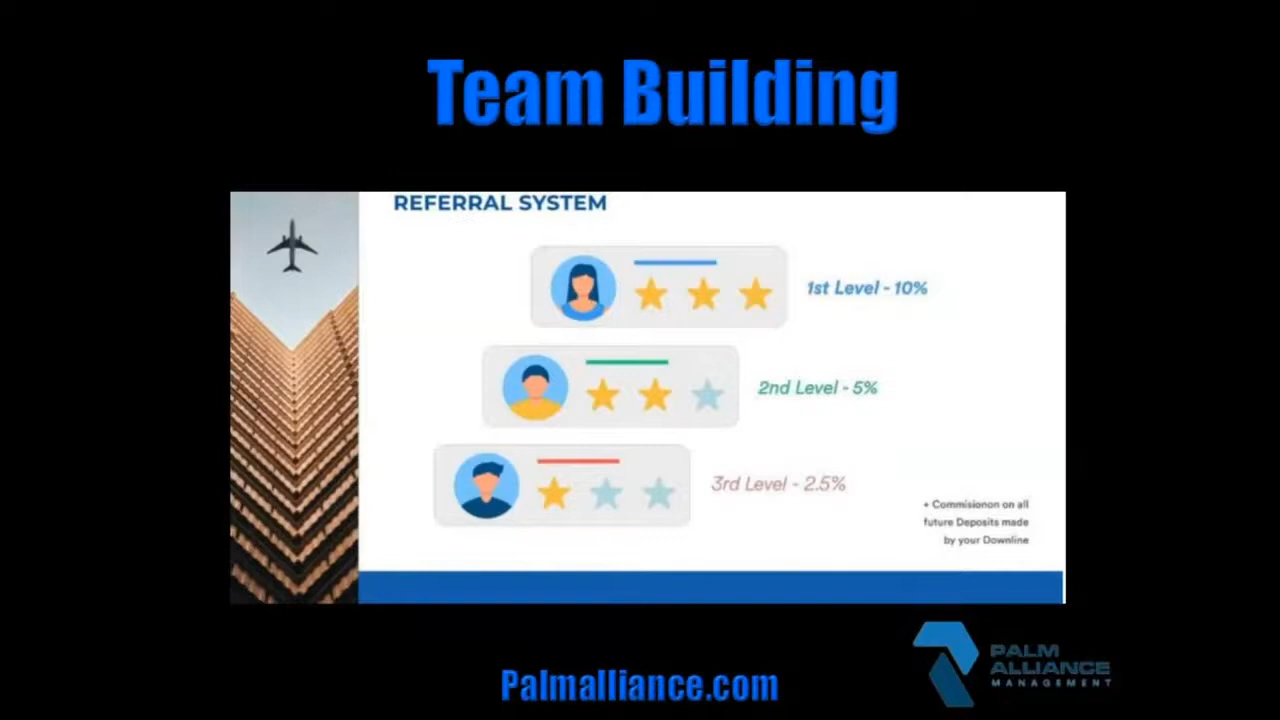 Team Building
REFERRAL SYSTEM
1st Level - 10%
2nd Level - 5%
3rd Level - 2.5%
+ Commisionon on all
future Deposits made
by your Downline
Palmalliance.com
PALM
ALLIANCE
MANAGEMENT